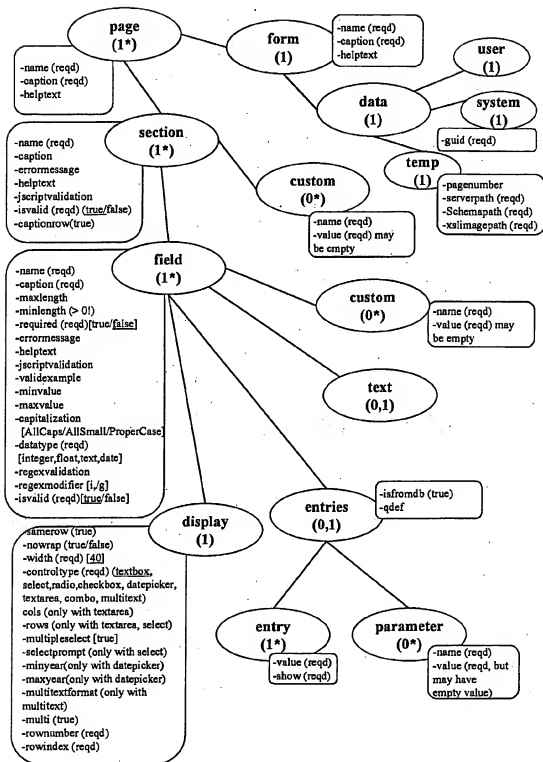 page
(1*)
-name (reqd)
-caption (reqd)
-helptext
form
(1)
-name (reqd)
-caption (reqd)
-helptext
user
(1)
data
(1)
system
(1)
-guid (reqd)
temp
(1)
-pagenumber
-serverpath (reqd)
-Schemapath (reqd)
-xslimagepath (reqd)
section
(1*)
-name (reqd)
-caption
-errormessage
-helptext
-jscriptvalidation
-isvalid (reqd) (true/false)
-captionrow(true)
custom
(0*)
-name (reqd)
-value (reqd) may
be empty
field
(1*)
-name (reqd)
-caption (reqd)
-maxlength
-minlength (> 0!)
-required (reqd)[true/false]
-errormessage
-helptext
-jscriptvalidation
-validexample
-minvalue
-maxvalue
-capitalization
[AllCaps/AllSmall/ProperCase]
-datatype (reqd)
[integer,float,text,date]
-regexvalidation
-regexmodifier [i,/g]
-isvalid (reqd)[true/false]
custom
(0*)
-name (reqd)
-value (reqd) may
be empty
text
(0,1)
entries
(0,1)
-isfromdb (true)
-qdef
display
(1)
-samerow (true)
-nowrap (true/false)
-width (reqd) [40]
-controltype (reqd) (textbox,
select,radio,checkbox, datepicker,
textarea, combo, multitext)
cols (only with textarea)
-rows (only with textarea, select)
-multipleselect [true]
-selectprompt (only with select)
-minyear(only with datepicker)
-maxyear(only with datepicker)
-multitextformat (only with
multitext)
-multi (true)
-rownumber (reqd)
-rowindex (reqd)
entry
(1*)
-value (reqd)
-show (reqd)
parameter
(0*)
-name (reqd)
-value (reqd, but
may have
empty value)